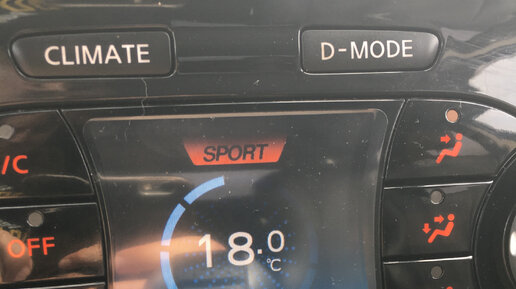 CLIMATE
D-MODE
SPORT
/C
OFF
18.0
°C